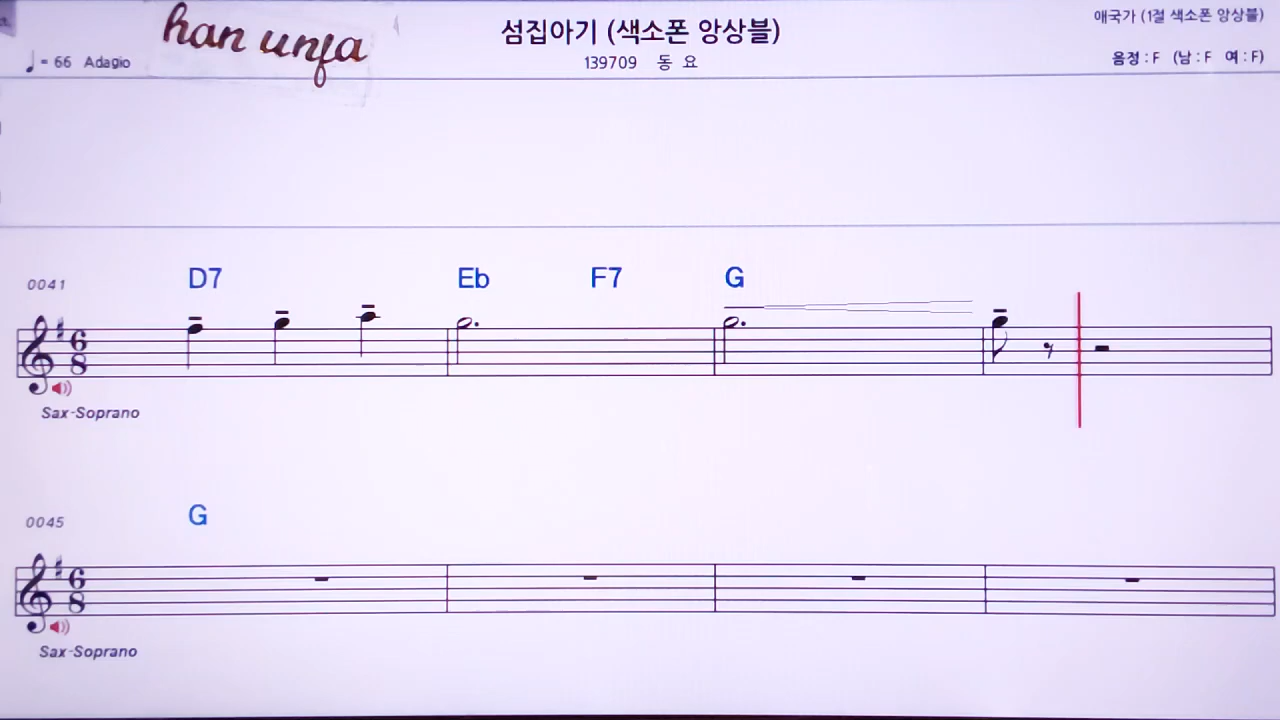 han unja
섬집아기 (색소폰 앙상블)
애국가 (1절 색소폰 앙상블)
♩= 66 Adagio
139709 동 요
음정 : F (남 : F 여 : F)
0041
D7 Eb F7 G
6
8
Sax-Soprano
0045
G
6
8
Sax-Soprano